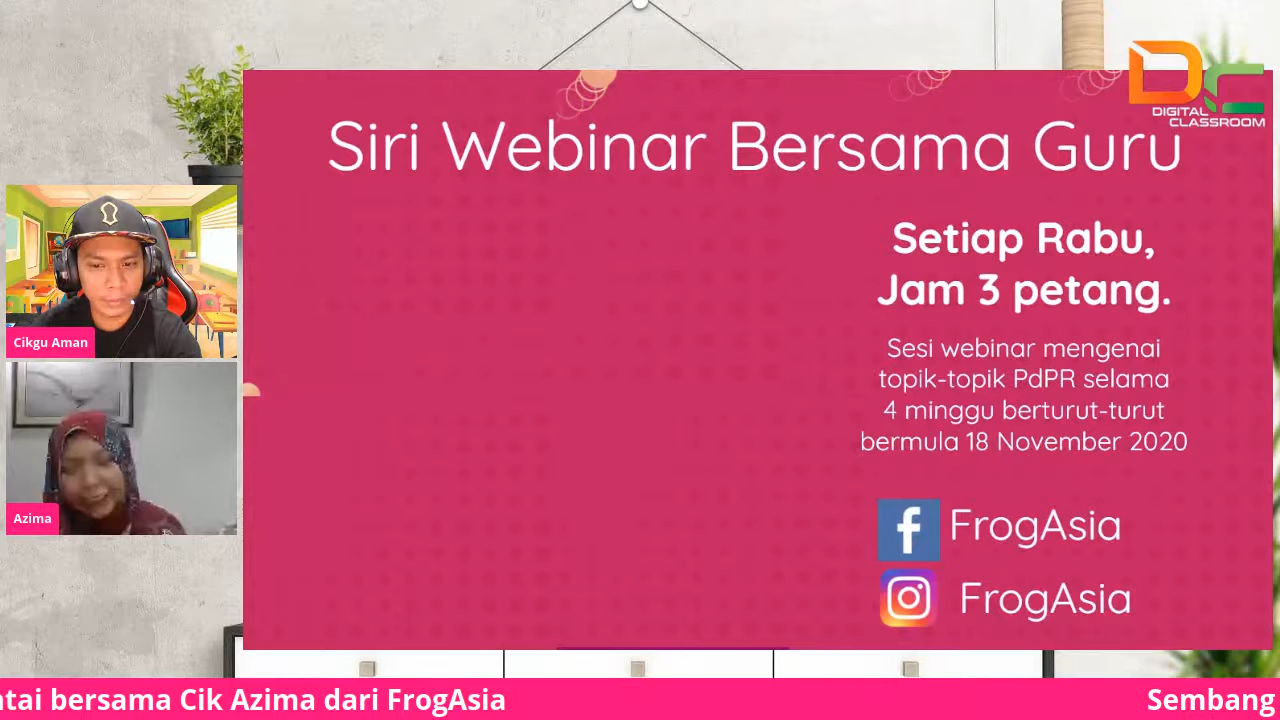 DIGITAL
CLASSROOM
Siri Webinar Bersama Guru
Setiap Rabu,
Jam 3 petang.
Sesi webinar mengenai
topik-topik PdPR selama
4 minggu berturut-turut
bermula 18 November 2020
FrogAsia
FrogAsia
Cikgu Aman
Azima
bersama Cik Azima dari FrogAsia
Sembang